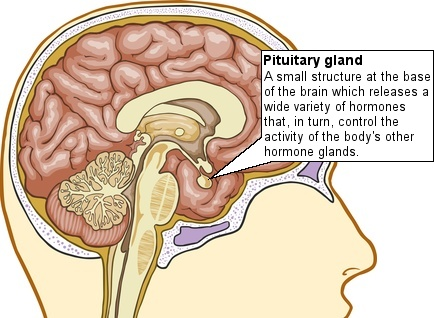 Pituitary gland
A small structure at the base
of the brain which releases a
wide variety of hormones
that, in turn, control the
activity of the body's other
hormone glands.